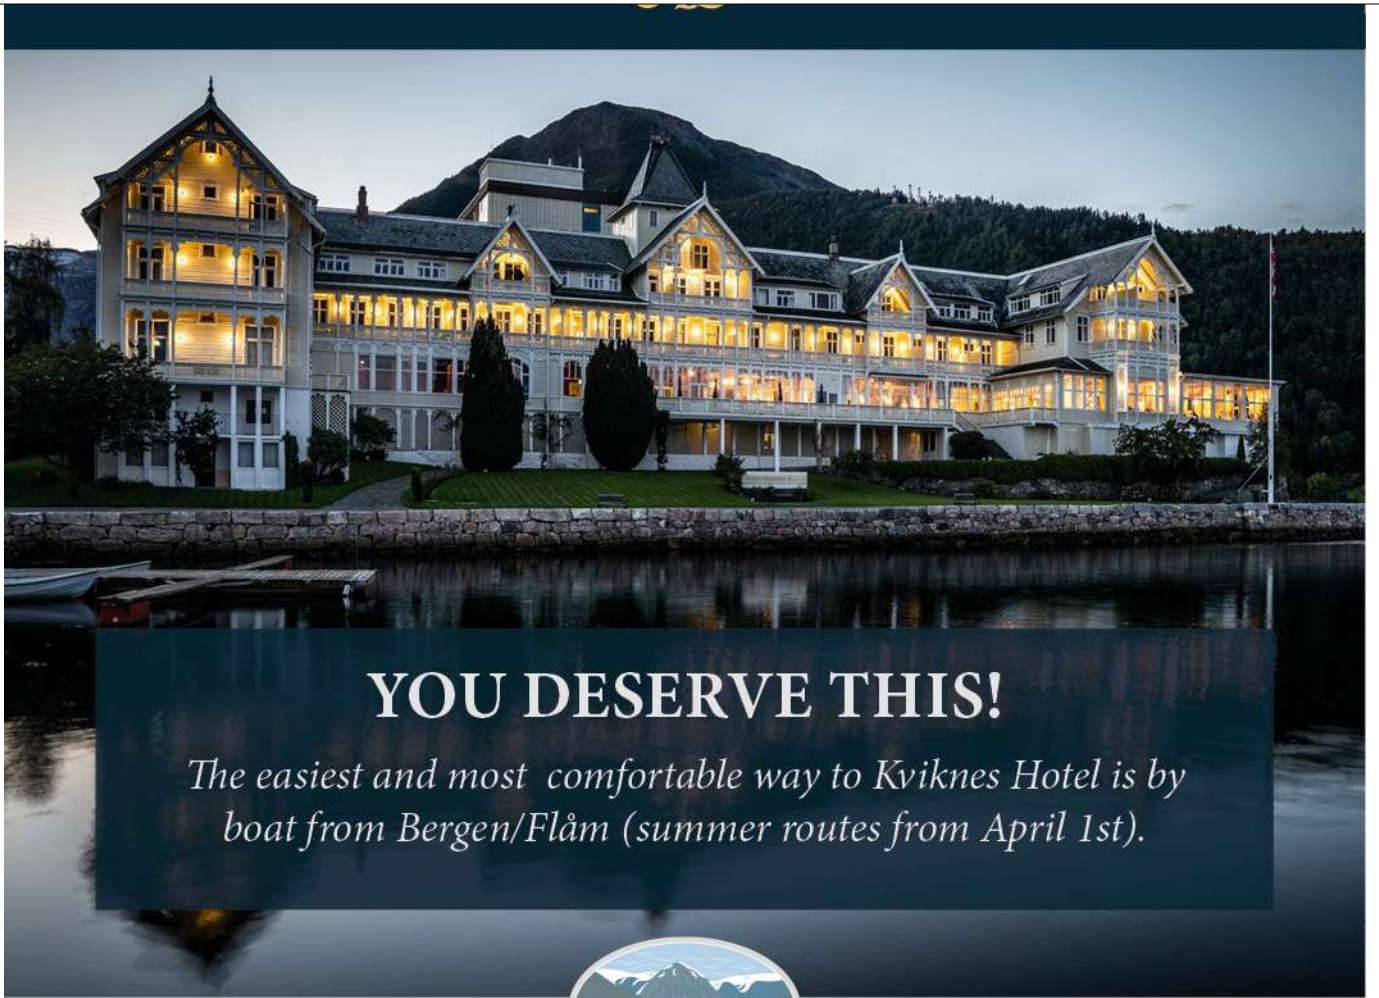 YOU DESERVE THIS!
The easiest and most comfortable way to Kviknes Hotel is by
boat from Bergen/Flåm (summer routes from April 1st).